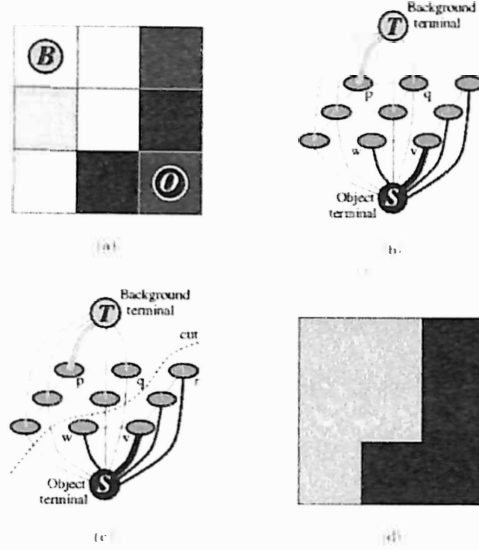 B
O
(a)
Background
terminal
T
p
q
w
v
Object
terminal
S
(b)
Background
terminal
T
cut
p
q
r
w
v
Object
terminal
S
(c)
(d)